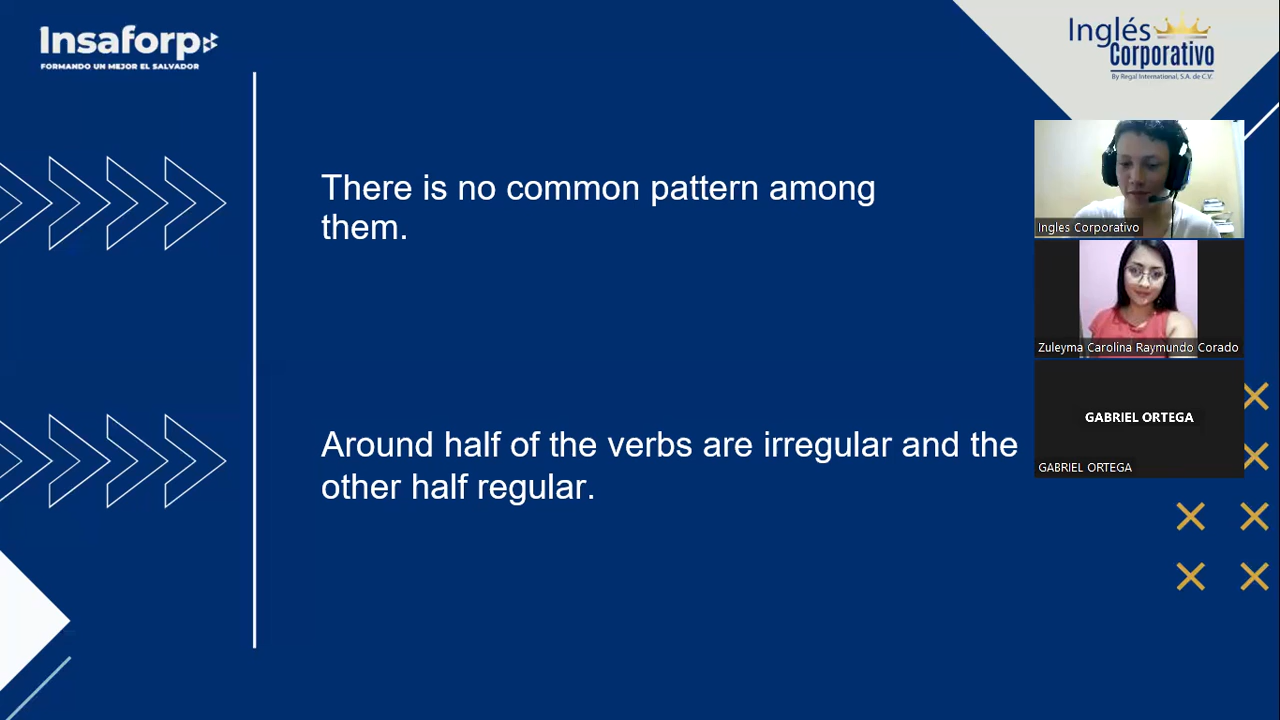 Insaforp
FORMANDO UN MEJOR EL SALVADOR
Inglés
Corporativo
By Regal International, S.A. de C.V.
There is no common pattern among
them.
Ingles Corporativo
Zuleyma Carolina Raymundo Corado
Around half of the verbs are irregular and the
other half regular.
GABRIEL ORTEGA
GABRIEL ORTEGA